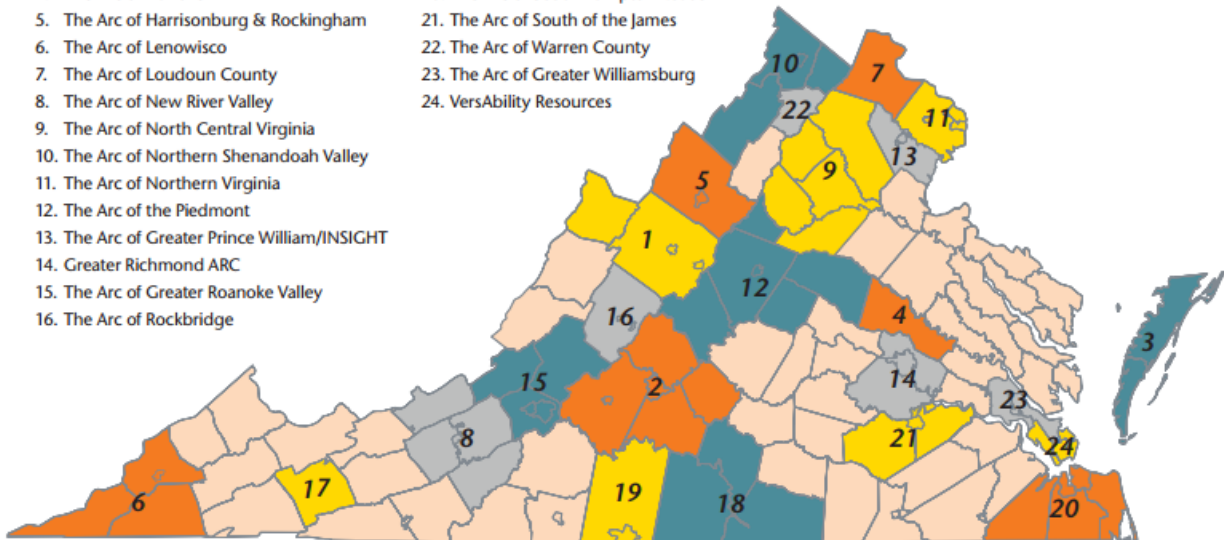 5. The Arc of Harrisonburg & Rockingham
6. The Arc of Lenowisco
7. The Arc of Loudoun County
8. The Arc of New River Valley
9. The Arc of North Central Virginia
10. The Arc of Northern Shenandoah Valley
11. The Arc of Northern Virginia
12. The Arc of the Piedmont
13. The Arc of Greater Prince William/INSIGHT
14. Greater Richmond ARC
15. The Arc of Greater Roanoke Valley
16. The Arc of Rockbridge
21. The Arc of South of the James
22. The Arc of Warren County
23. The Arc of Greater Williamsburg
24. VersAbility Resources
10
7
22
11
13
5
9
1
12
16
4
3
15
2
14
23
8
21
24
17
19
18
6
20